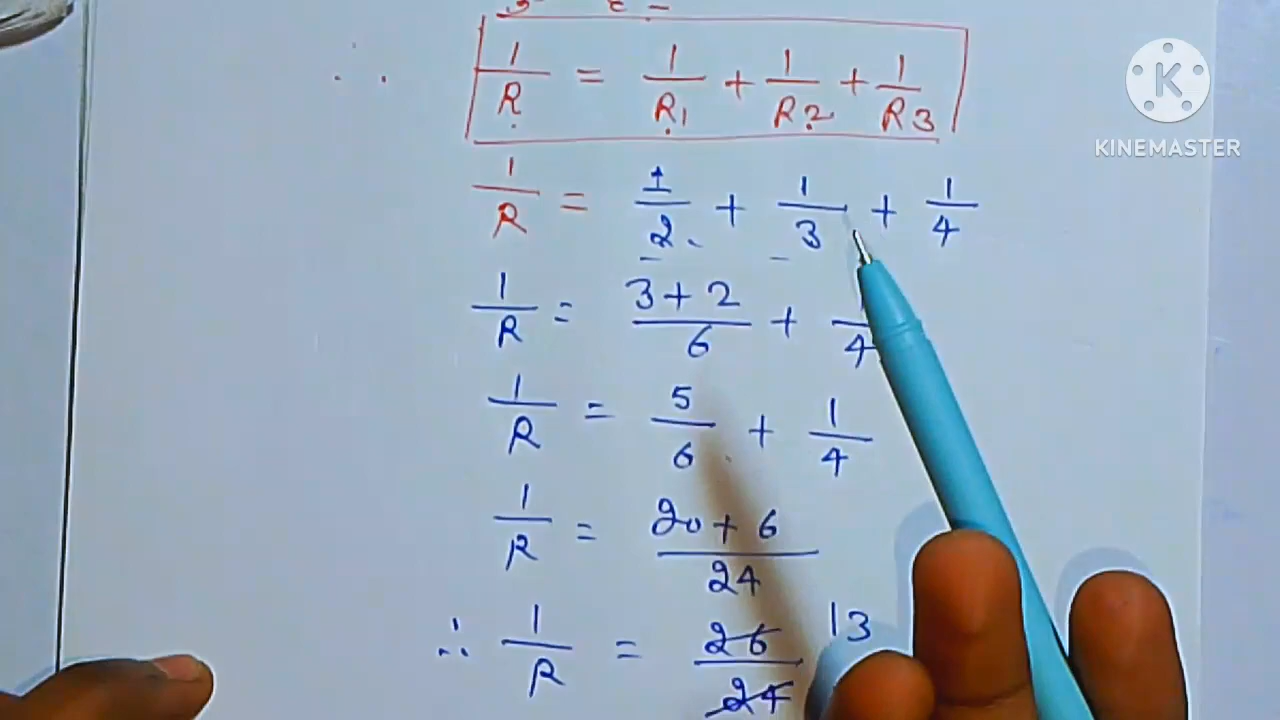 ∴ 1/R = 1/R1 + 1/R2 + 1/R3
K
KINEMASTER
1/R = 1/2 + 1/3 + 1/4
1/R = (3+2)/6 + 1/4
1/R = 5/6 + 1/4
1/R = (20+6)/24
∴ 1/R = 26/24 13